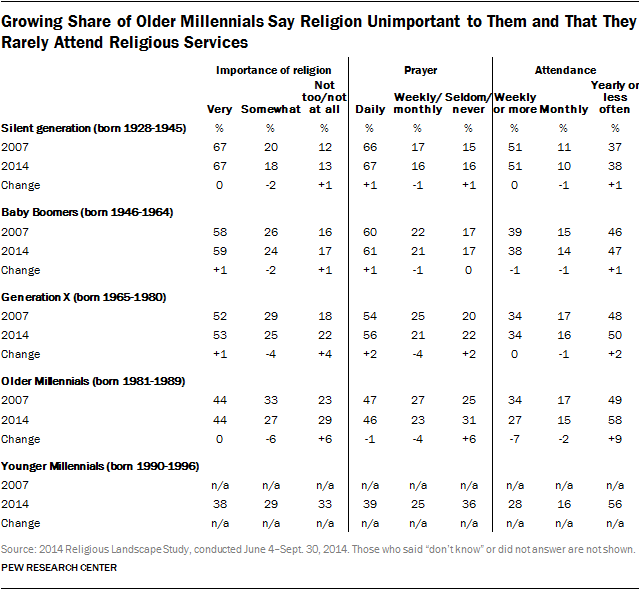 Growing Share of Older Millennials Say Religion Unimportant to Them and That They
Rarely Attend Religious Services
Importance of religion Prayer Attendance
Very Somewhat Not too/not at all Daily Weekly/monthly Seldom/never Weekly or more Monthly Yearly or less often
Silent generation (born 1928-1945) % % % % % % % % %
2007 67 20 12 66 17 15 51 11 37
2014 67 18 13 67 16 16 51 10 38
Change 0 -2 +1 +1 -1 +1 0 -1 +1
Baby Boomers (born 1946-1964)
2007 58 26 16 60 22 17 39 15 46
2014 59 24 17 61 21 17 38 14 47
Change +1 -2 +1 +1 -1 0 -1 -1 +1
Generation X (born 1965-1980)
2007 52 29 18 54 25 20 34 17 48
2014 53 25 22 56 21 22 34 16 50
Change +1 -4 +4 +2 -4 +2 0 -1 +2
Older Millennials (born 1981-1989)
2007 44 33 23 47 27 25 34 17 49
2014 44 27 29 46 23 31 27 15 58
Change 0 -6 +6 -1 -4 +6 -7 -2 +9
Younger Millennials (born 1990-1996)
2007 n/a n/a n/a n/a n/a n/a n/a n/a n/a
2014 38 29 33 39 25 36 28 16 56
Change n/a n/a n/a n/a n/a n/a n/a n/a n/a
Source: 2014 Religious Landscape Study, conducted June 4–Sept. 30, 2014. Those who said “don’t know” or did not answer are not shown.
PEW RESEARCH CENTER